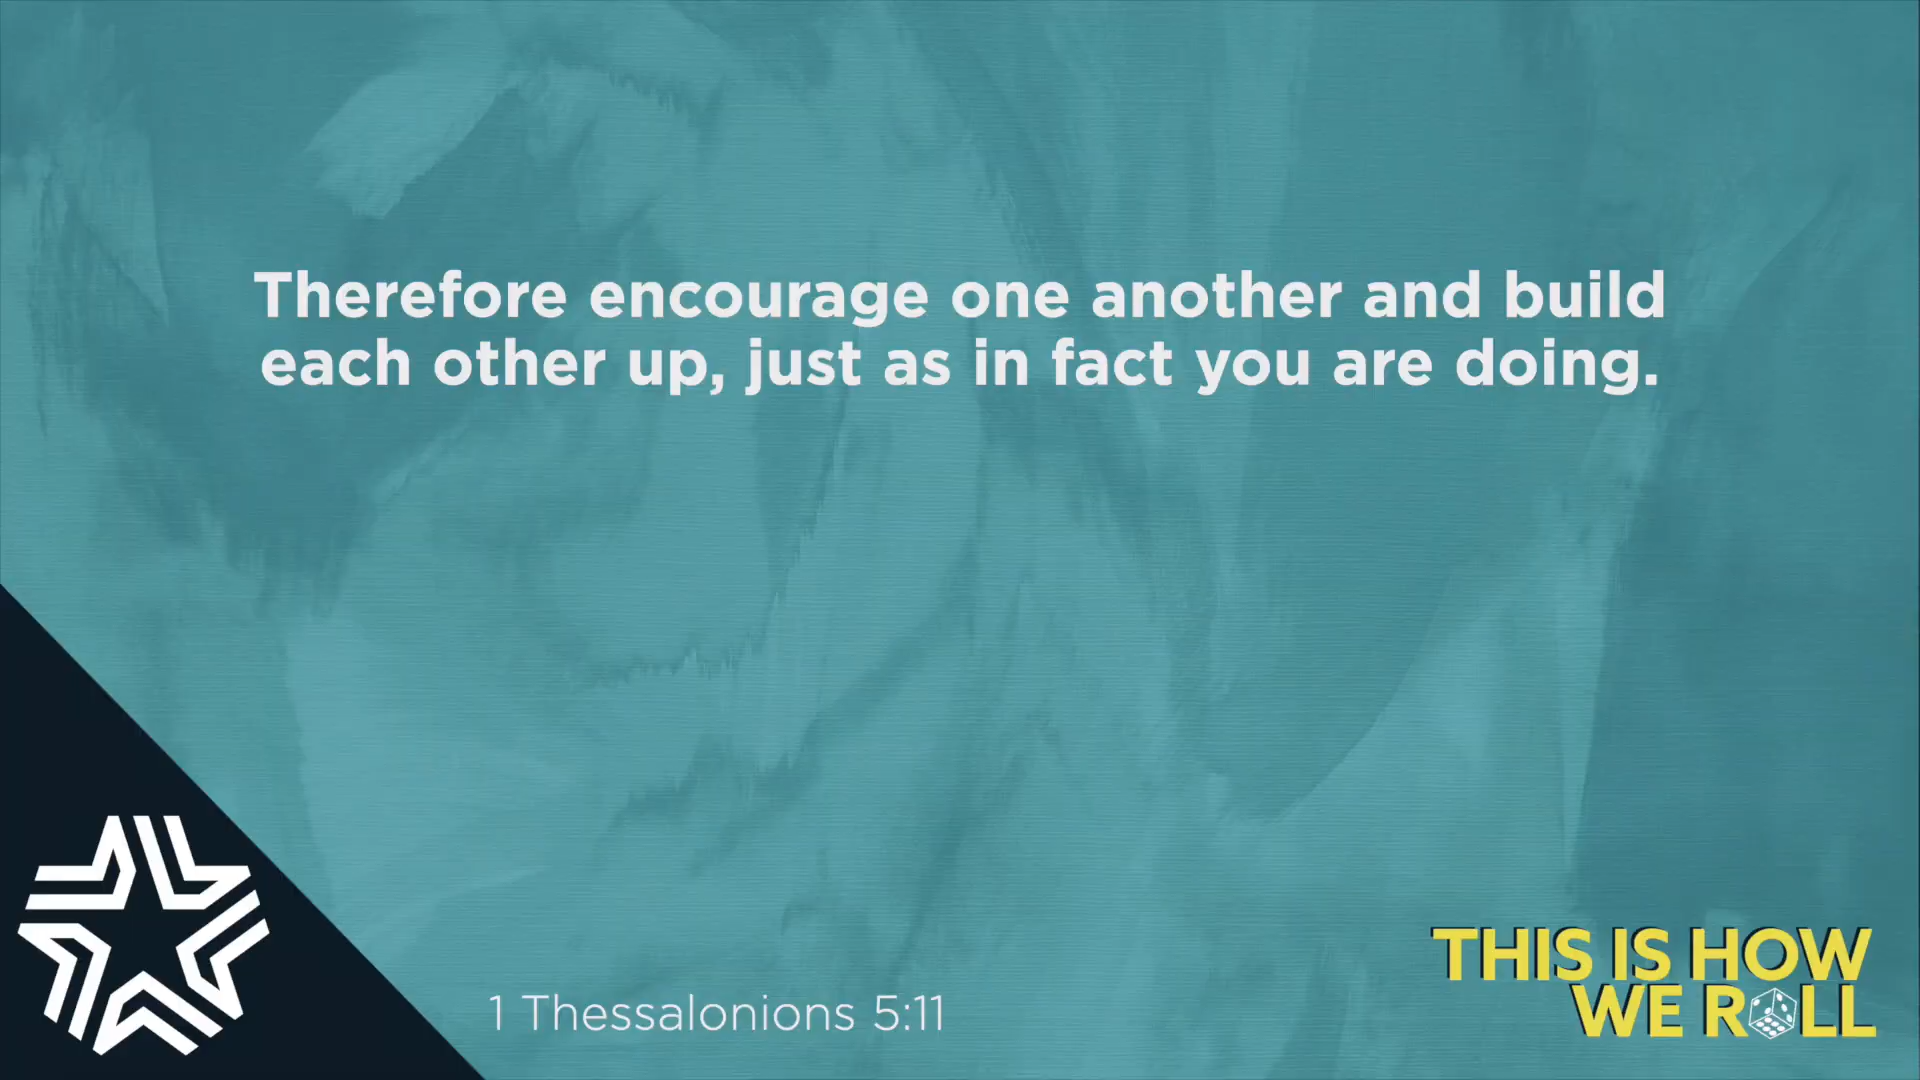 Therefore encourage one another and build
each other up, just as in fact you are doing.
1 Thessalonions 5:11
THIS IS HOW
WE ROLL